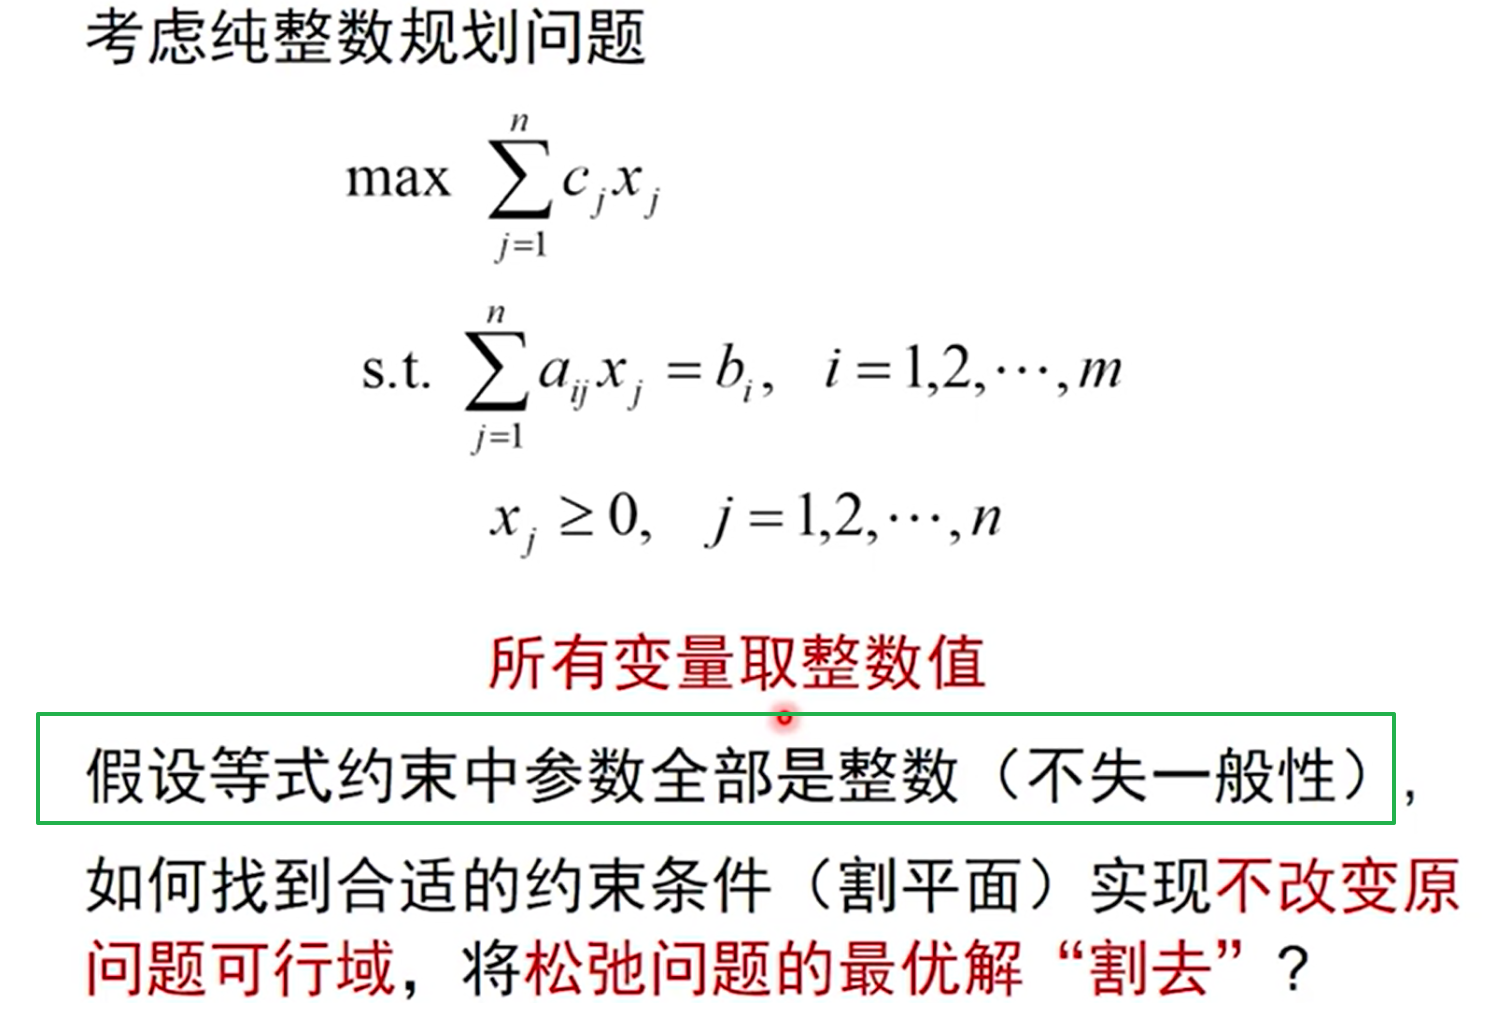 考虑纯整数规划问题
max $\sum_{j=1}^{n} c_j x_j$
s.t. $\sum_{j=1}^{n} a_{ij} x_j = b_i, \quad i = 1,2,\cdots,m$
$x_j \geq 0, \quad j = 1,2,\cdots,n$
所有变量取整数值
假设等式约束中参数全部是整数（不失一般性）,
如何找到合适的约束条件（割平面）实现不改变原
问题可行域，将松弛问题的最优解“割去”?